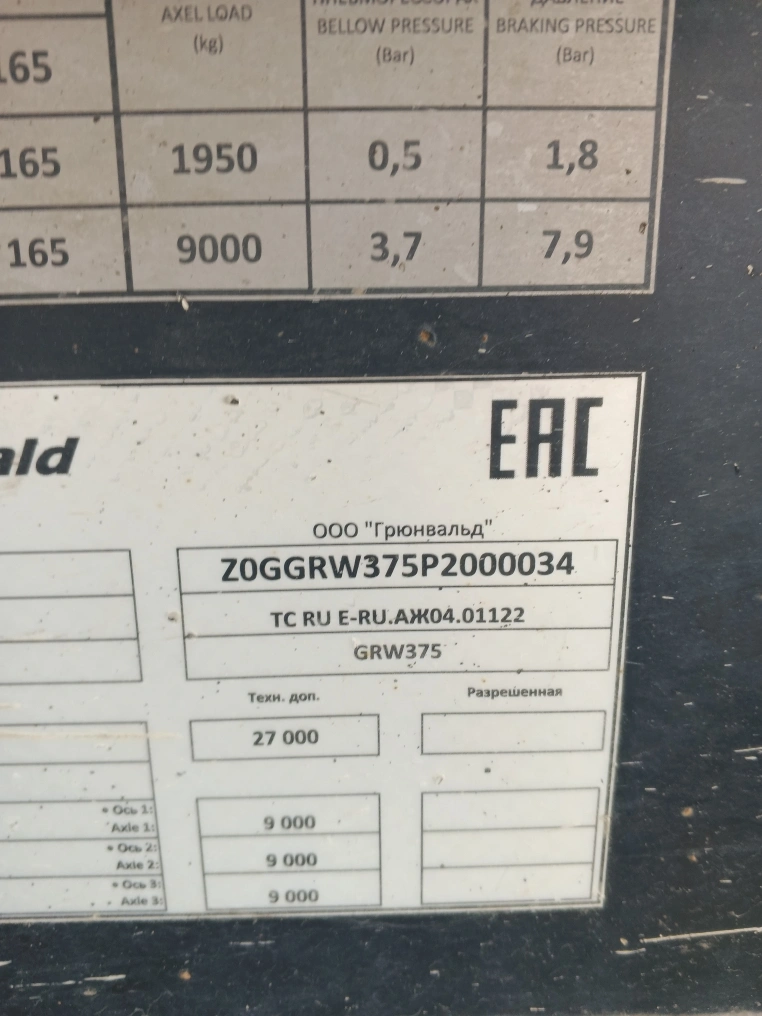 AXEL LOAD
(kg)
BELLOW PRESSURE
(Bar)
BRAKING PRESSURE
(Bar)
165
165 1950 0,5 1,8
165 9000 3,7 7,9
ald
EAC
ООО "Грюнвальд"
Z0GGRW375P2000034
TC RU E-RU.АЖ04.01122
GRW375
Техн. доп. Разрешенная
27 000
• Ось 1:
Axle 1: 9 000
• Ось 2:
Axle 2: 9 000
• Ось 3:
Axle 3: 9 000